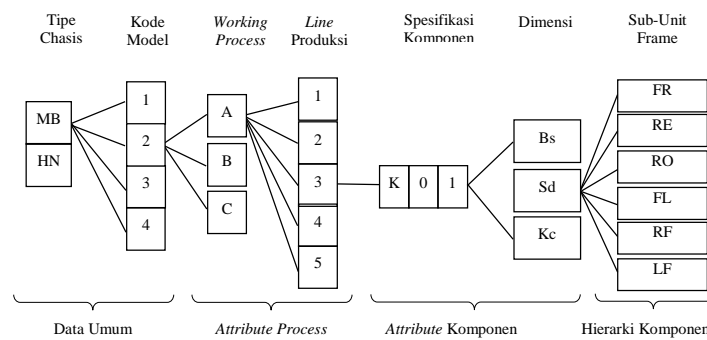 Tipe Chasis
Kode Model
Working Process
Line Produksi
Spesifikasi Komponen
Dimensi
Sub-Unit Frame
MB
HN
1
2
3
4
A
B
C
1
2
3
4
5
K 0 1
Bs
Sd
Kc
FR
RE
RO
FL
RF
LF
Data Umum
Attribute Process
Attribute Komponen
Hierarki Komponen